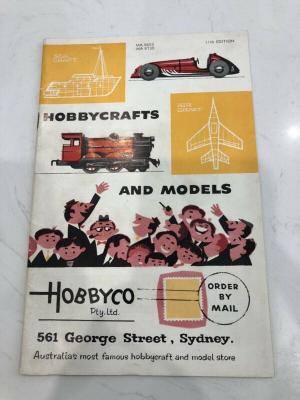 11th EDITION
HOBBYCRAFTS
AND MODELS
HOBBYCO
Pty. Ltd.
ORDER
BY
MAIL
561 George Street, Sydney.
Australia's most famous hobbycraft and model store